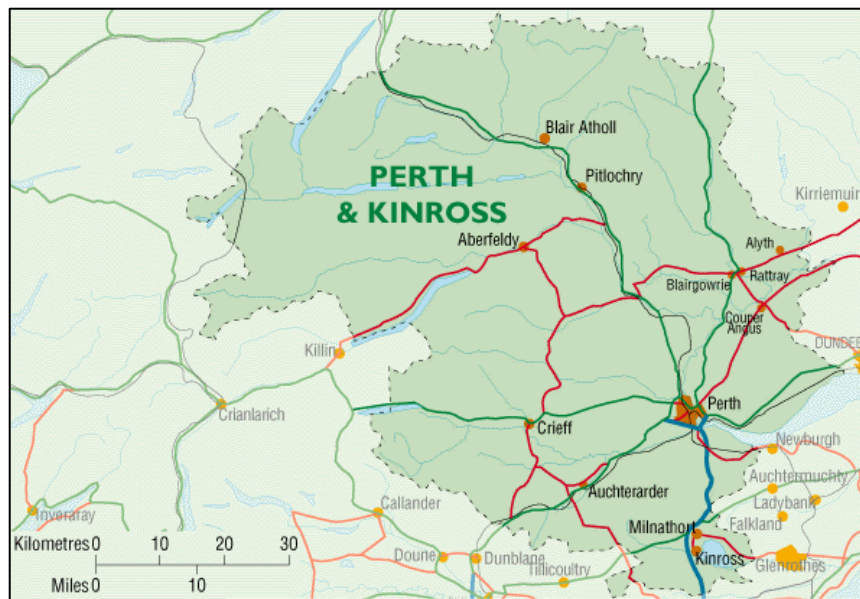 Blair Atholl
PERTH
& KINROSS
Pitlochry
Kirriemuir
Aberfeldy
Alyth
Rattray
Blairgowrie
Couper
Angus
DUNDEE
Killin
Crianlarich
Perth
Crieff
Newburgh
Auchterarder
Auchtermuchty
Ladybank
Inveraray
Callander
Milnathort
Falkland
Kilometres 0 10 20 30
Doune
Dunblane
Kinross
Glenrothes
Tillicoultry
Miles 0 10